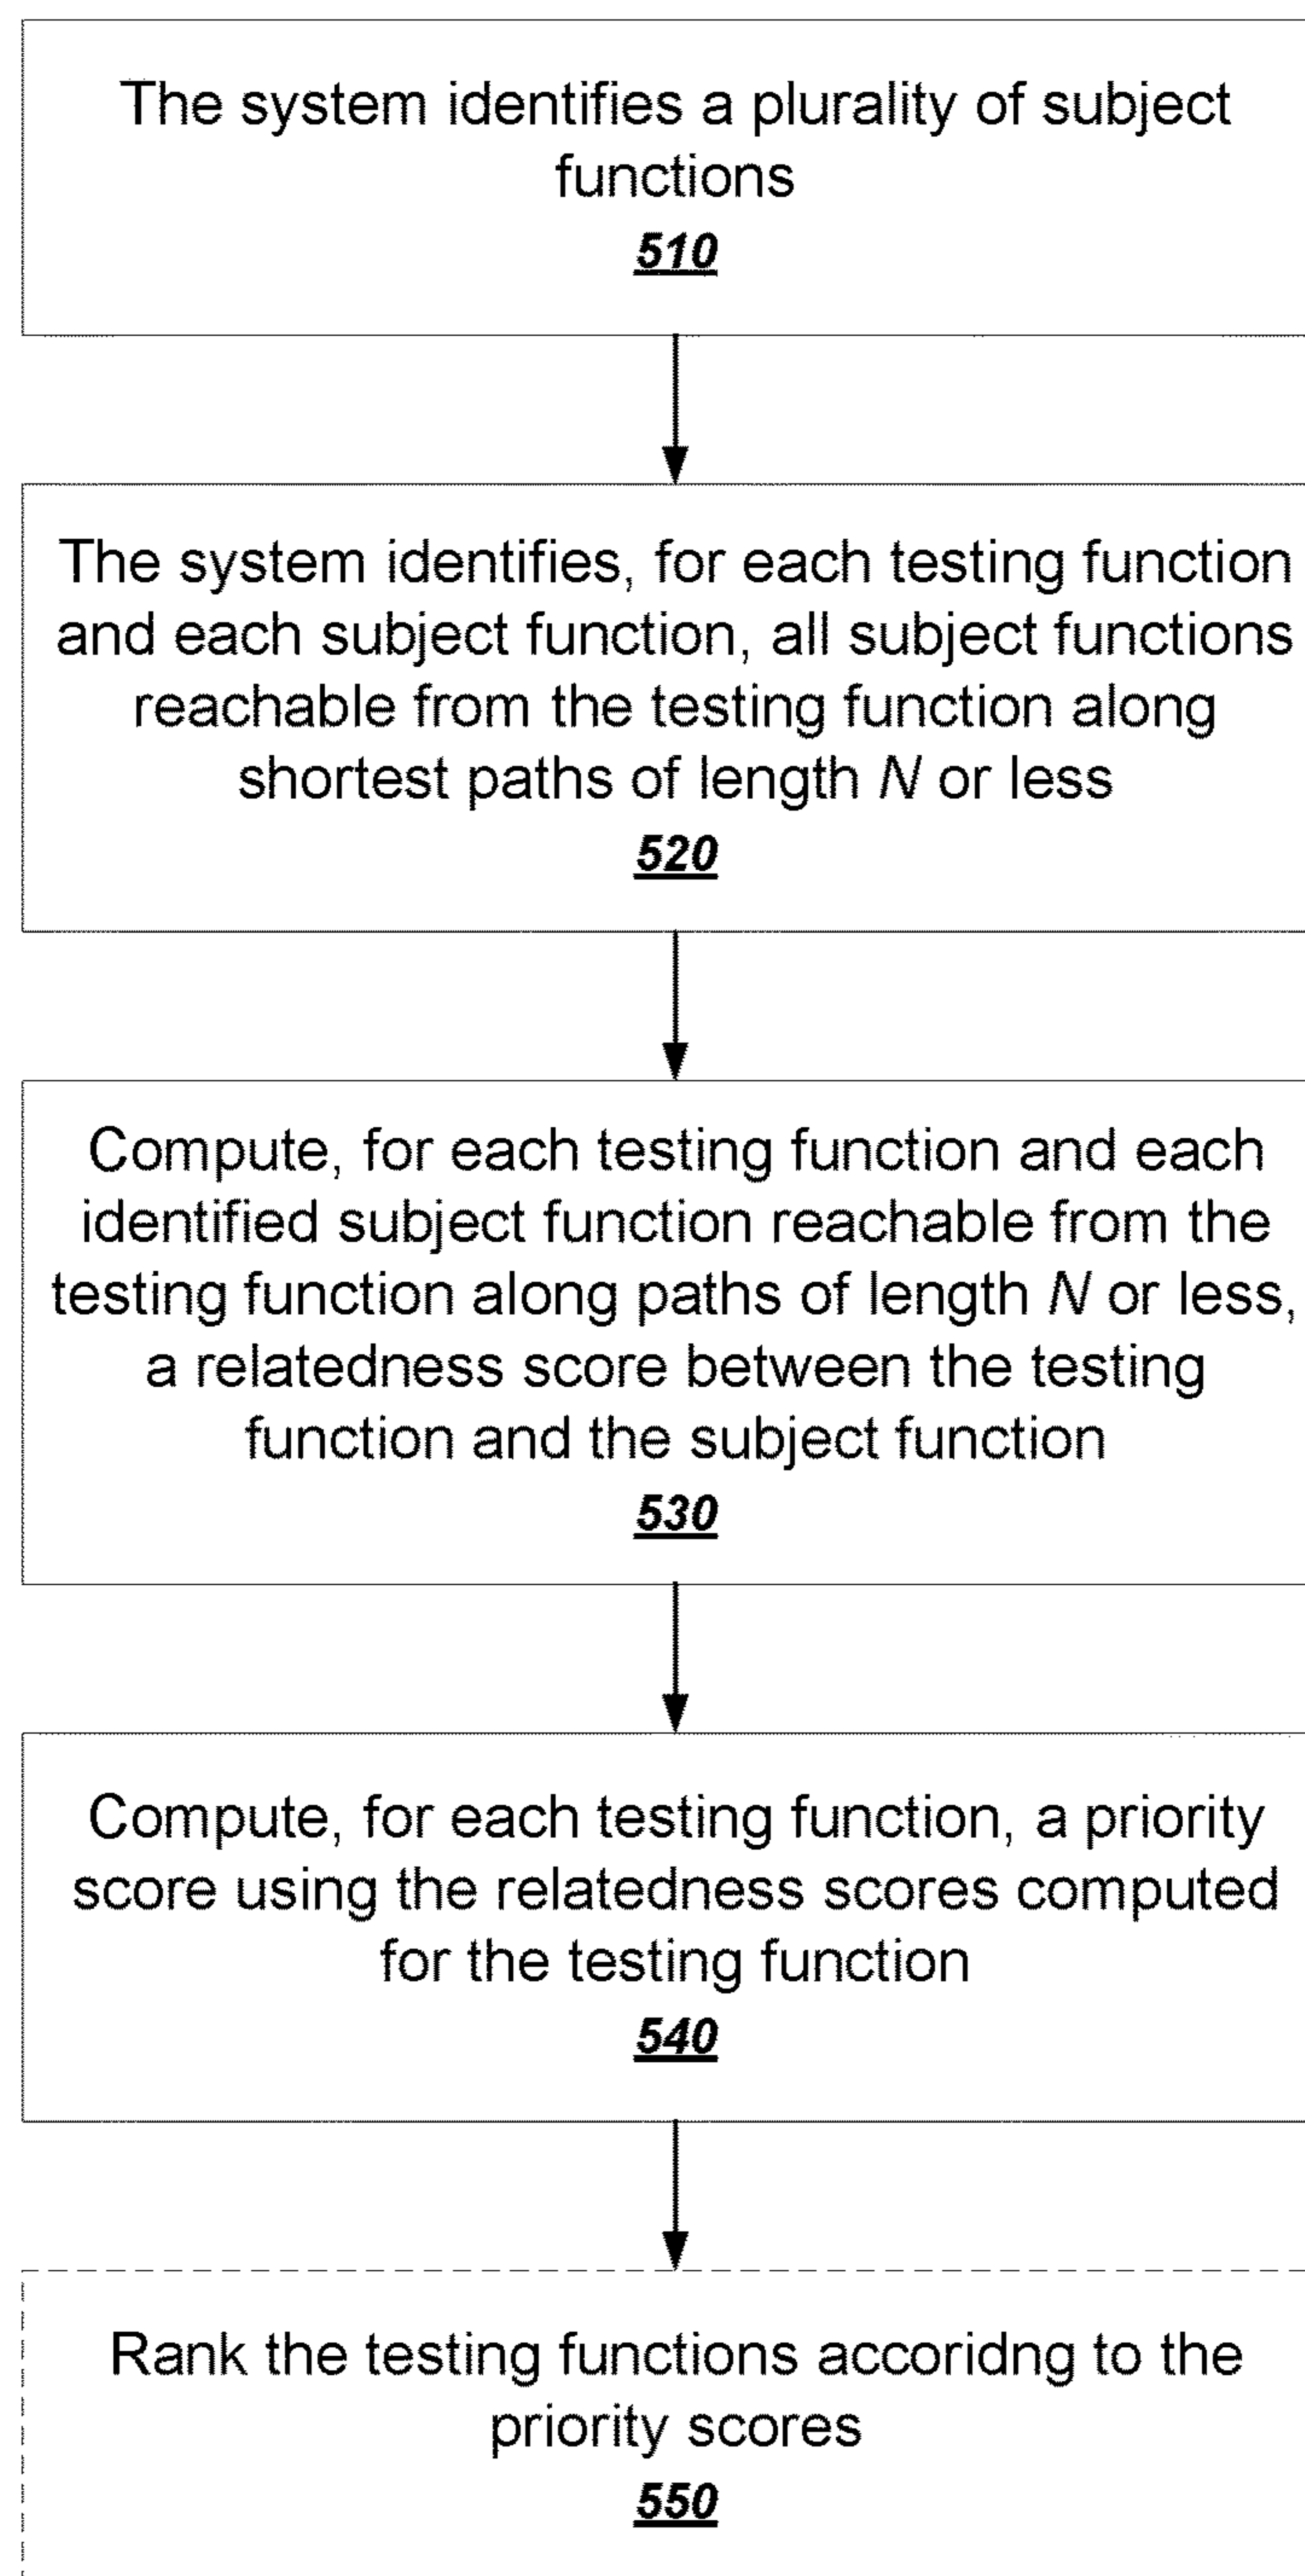 The system identifies a plurality of subject
functions
510
The system identifies, for each testing function
and each subject function, all subject functions
reachable from the testing function along
shortest paths of length N or less
520
Compute, for each testing function and each
identified subject function reachable from the
testing function along paths of length N or less,
a relatedness score between the testing
function and the subject function
530
Compute, for each testing function, a priority
score using the relatedness scores computed
for the testing function
540
Rank the testing functions accoridng to the
priority scores
550